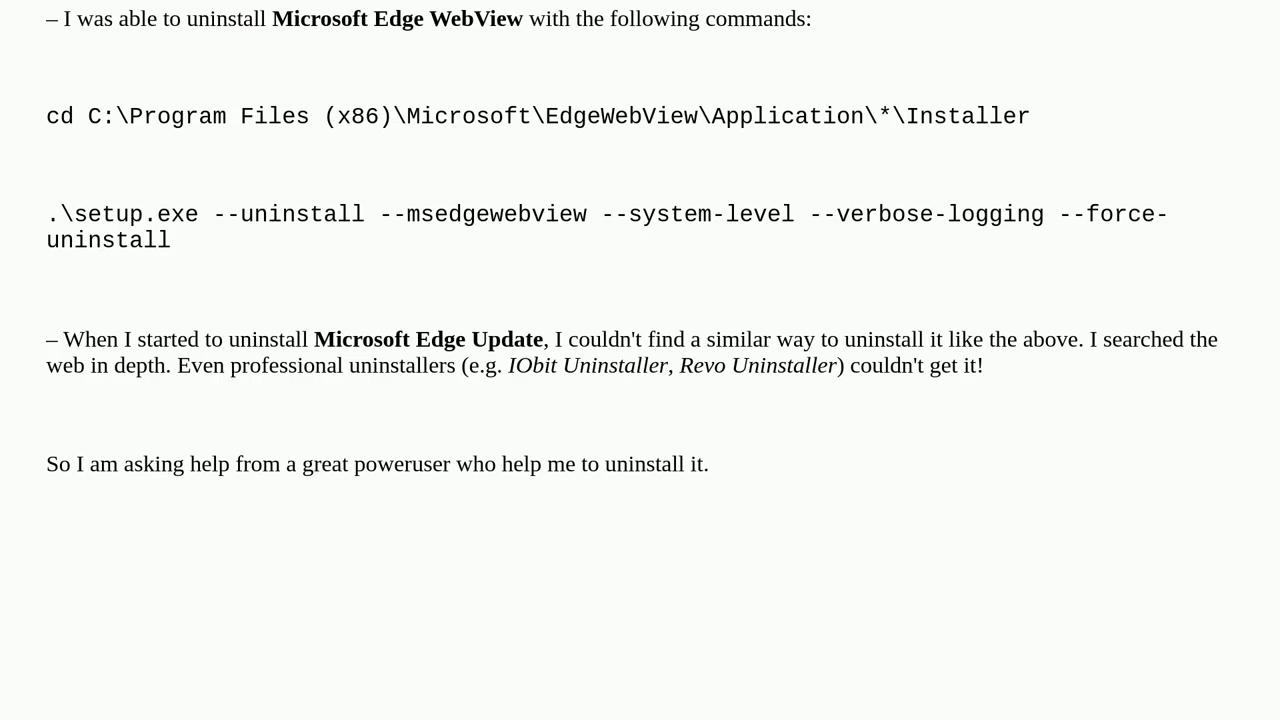 – I was able to uninstall Microsoft Edge WebView with the following commands:
cd C:\Program Files (x86)\Microsoft\EdgeWebView\Application\*\Installer
.\setup.exe --uninstall --msedgewebview --system-level --verbose-logging --force-
uninstall
– When I started to uninstall Microsoft Edge Update, I couldn't find a similar way to uninstall it like the above. I searched the
web in depth. Even professional uninstallers (e.g. IObit Uninstaller, Revo Uninstaller) couldn't get it!
So I am asking help from a great poweruser who help me to uninstall it.